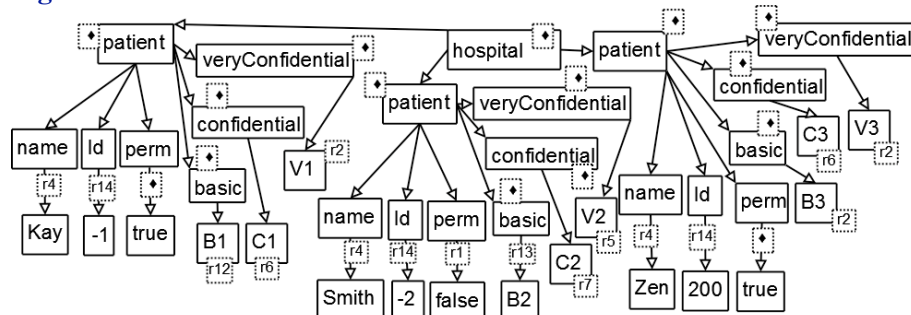 patient
hospital
patient
veryConfidential
veryConfidential
patient
veryConfidential
confidential
confidential
confidential
name
Id
perm
basic
V1
r2
C3
r6
V3
r2
basic
r4
r14
name
Id
perm
basic
V2
r5
name
Id
perm
B3
r2
Kay
-1
true
B1
r12
C1
r6
r4
r14
r1
r13
C2
r7
r4
r14
Smith
-2
false
B2
Zen
200
true